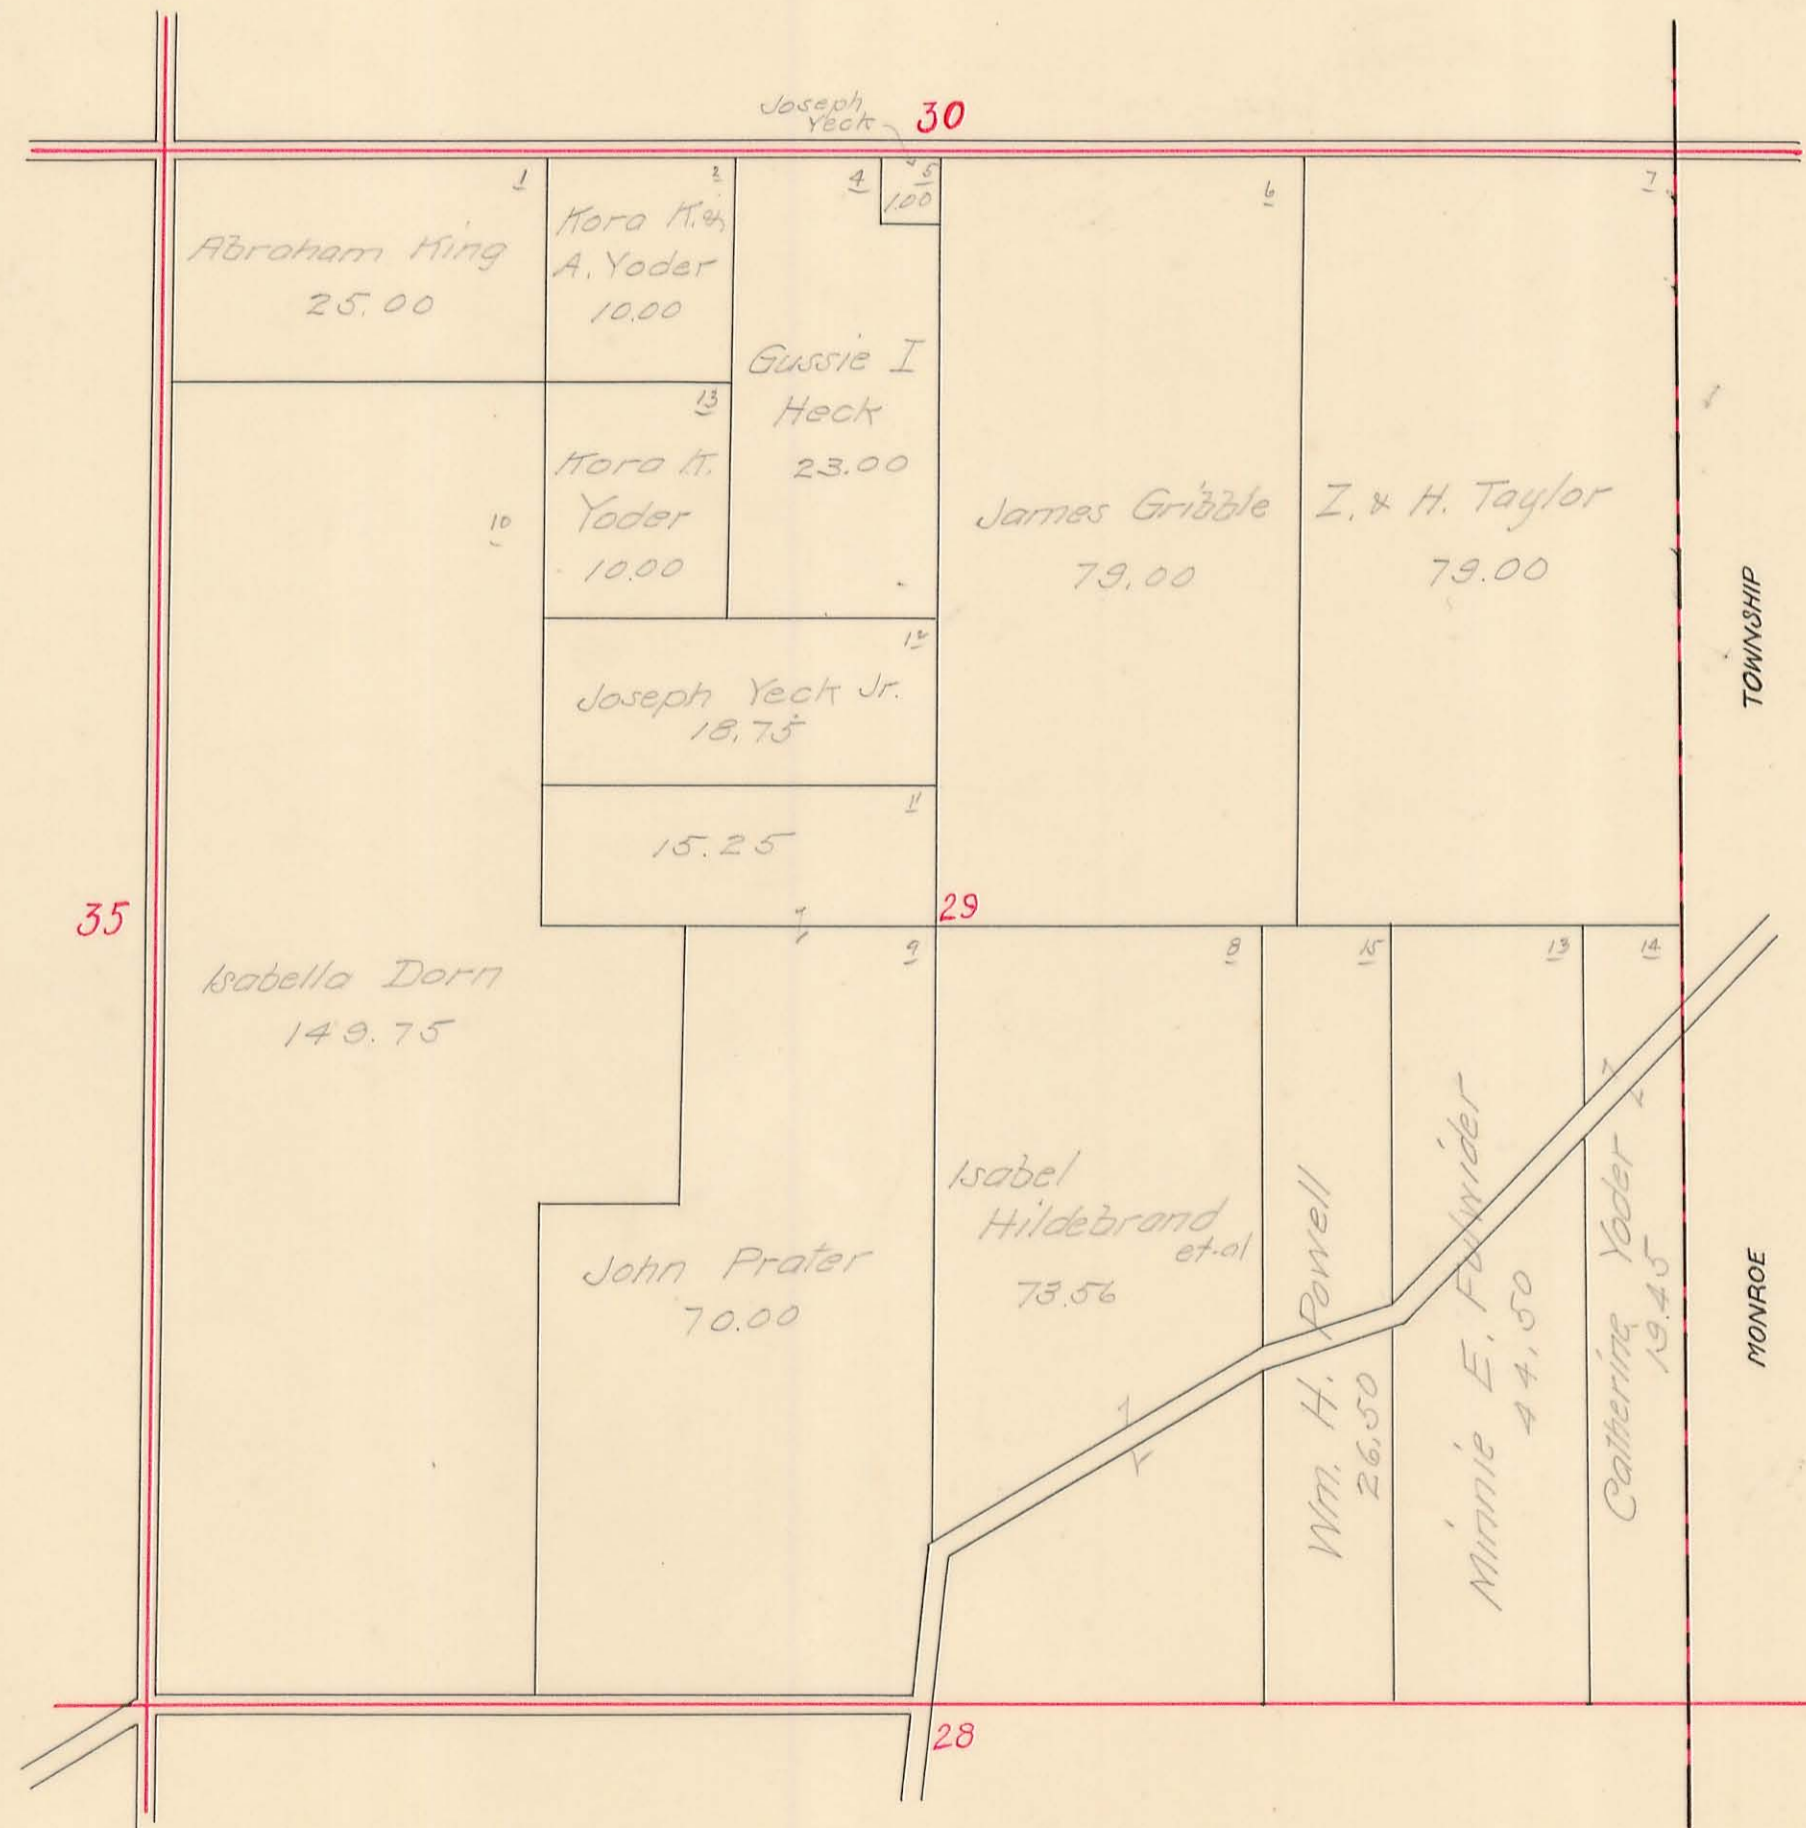 Joseph
Yeck
30
1
Abraham King
25.00
2
Kora K. &
A. Yoder
10.00
4
5
1.00
Gussie I
Heck
23.00
6
James Gribble
79.00
7
Z. & H. Taylor
79.00
13
Kora K.
Yoder
10.00
10
12
Joseph Yeck Jr.
18.75
11
15.25
29
35
Isabella Dorn
149.75
9
John Prater
70.00
8
Isabel
Hildebrand
et-al
73.56
15
Wm. H. Powell
26.50
13
Minnie E. Fulwider
44.50
14
Catherine Yoder
19.45
28
TOWNSHIP
MONROE